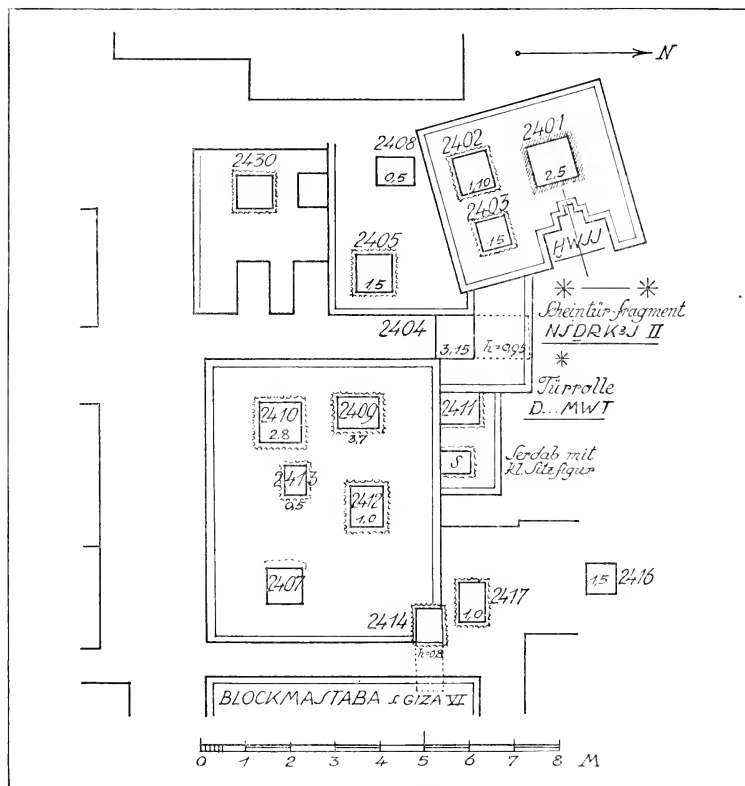 N
2408
0,5
2402
1,10
2401
2,5
2430
2403
1,5
ḤWJJ
2405
1,5
Scheintür-fragment
NSDRKꜣJ II
2404
3,15
h=0,95
Türrolle
D...MWT
2410
2.8
2409
3,7
2411
S
Serdab mit
kl. Sitzfigur
2413
0,5
2412
1,0
2407
2414
h=0,8
2417
1,0
1,5
2416
BLOCKMASTABA s. GIZA VI
0 1 2 3 4 5 6 7 8 M